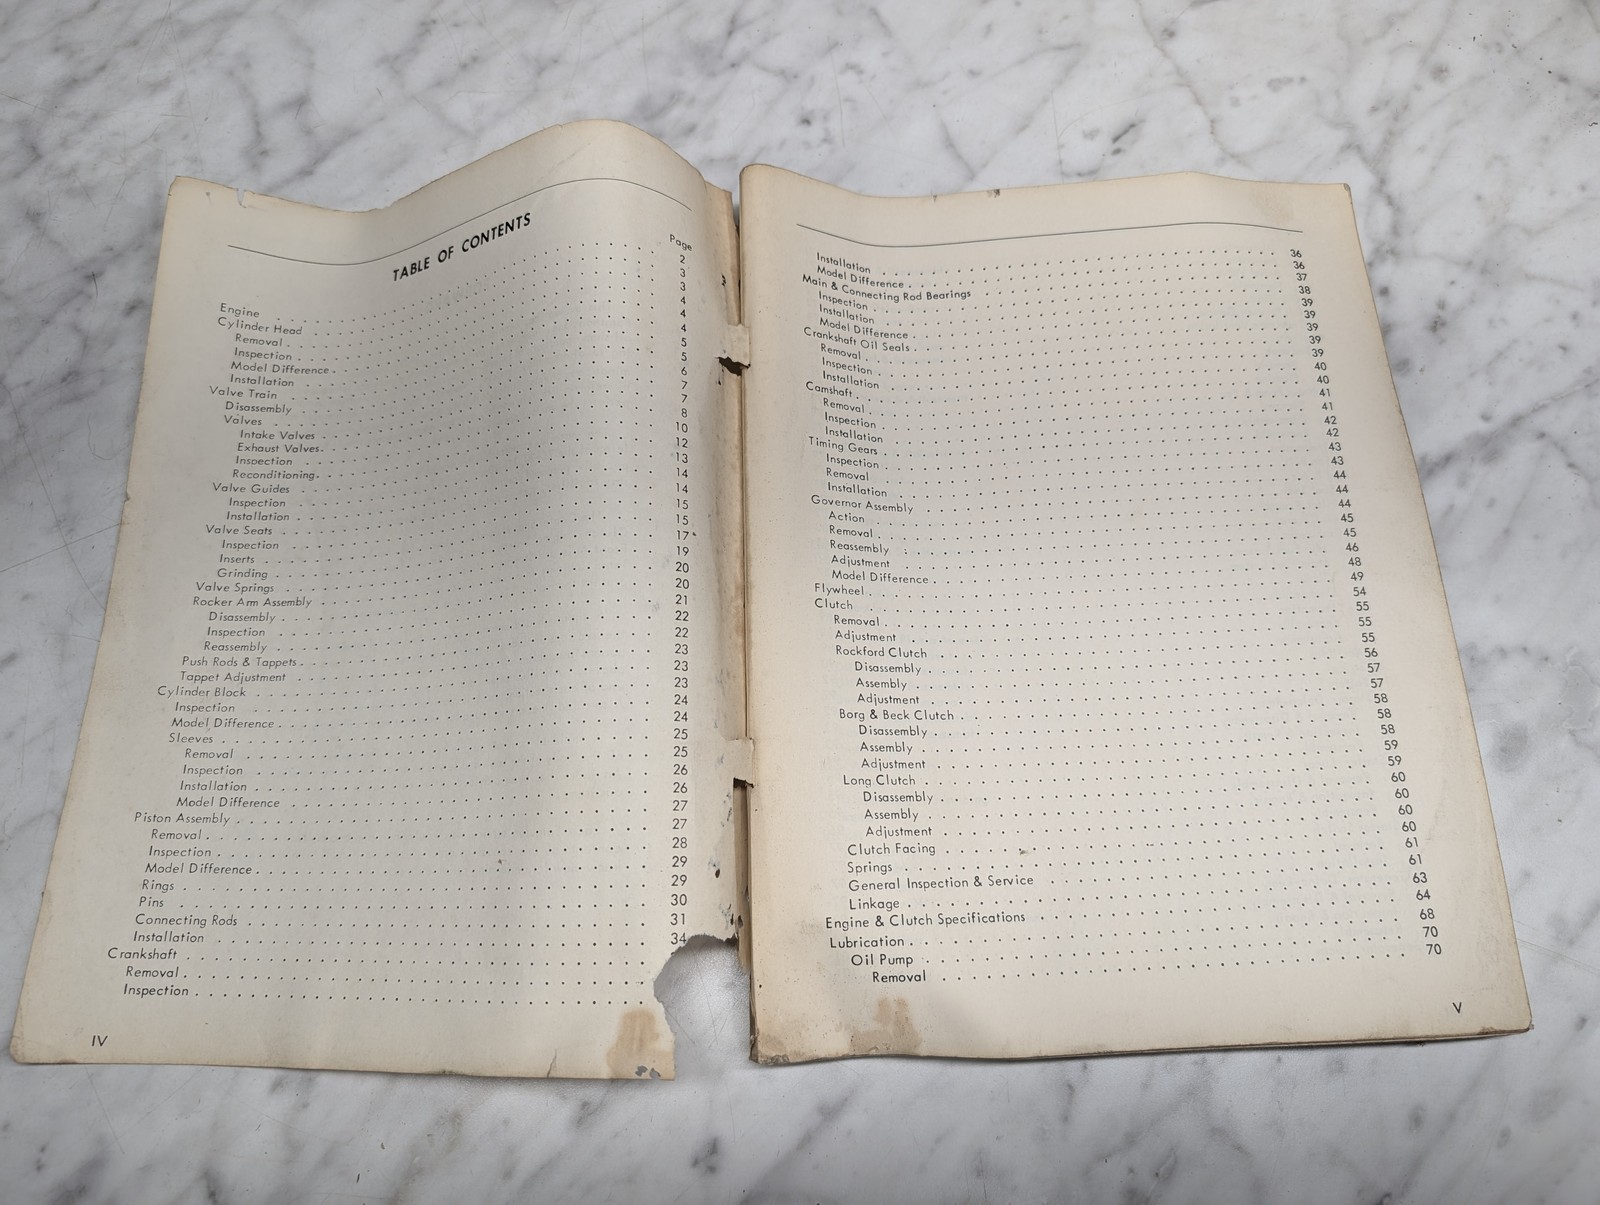 TABLE OF CONTENTS
Page
Engine 2
Cylinder Head 3
Removal 3
Inspection 4
Model Difference 4
Installation 4
Valve Train 5
Disassembly 5
Valves 6
Intake Valves 7
Exhaust Valves 7
Inspection 8
Reconditioning 10
Valve Guides 12
Inspection 13
Installation 14
Valve Seats 14
Inspection 15
Inserts 15
Grinding 17
Valve Springs 19
Rocker Arm Assembly 20
Disassembly 20
Inspection 21
Reassembly 22
Push Rods & Tappets 22
Tappet Adjustment 23
Cylinder Block 23
Inspection 23
Model Difference 24
Sleeves 24
Removal 25
Inspection 25
Installation 26
Model Difference 26
Piston Assembly 27
Removal 27
Inspection 28
Model Difference 29
Rings 29
Pins 30
Connecting Rods 31
Installation 34
Crankshaft
Removal
Inspection
IV
Installation 36
Model Difference 36
Main & Connecting Rod Bearings 37
Inspection 38
Installation 39
Model Difference 39
Crankshaft Oil Seals 39
Removal 39
Inspection 39
Installation 40
Camshaft 40
Removal 41
Inspection 41
Installation 42
Timing Gears 42
Inspection 43
Removal 43
Installation 44
Governor Assembly 44
Action 44
Removal 45
Reassembly 45
Adjustment 46
Model Difference 48
Flywheel 49
Clutch 54
Removal 55
Adjustment 55
Rockford Clutch 55
Disassembly 56
Assembly 57
Adjustment 57
Borg & Beck Clutch 58
Disassembly 58
Assembly 58
Adjustment 59
Long Clutch 59
Disassembly 60
Assembly 60
Adjustment 60
Clutch Facing 60
Springs 61
General Inspection & Service 61
Linkage 63
Engine & Clutch Specifications 64
Lubrication 68
Oil Pump 70
Removal 70
V